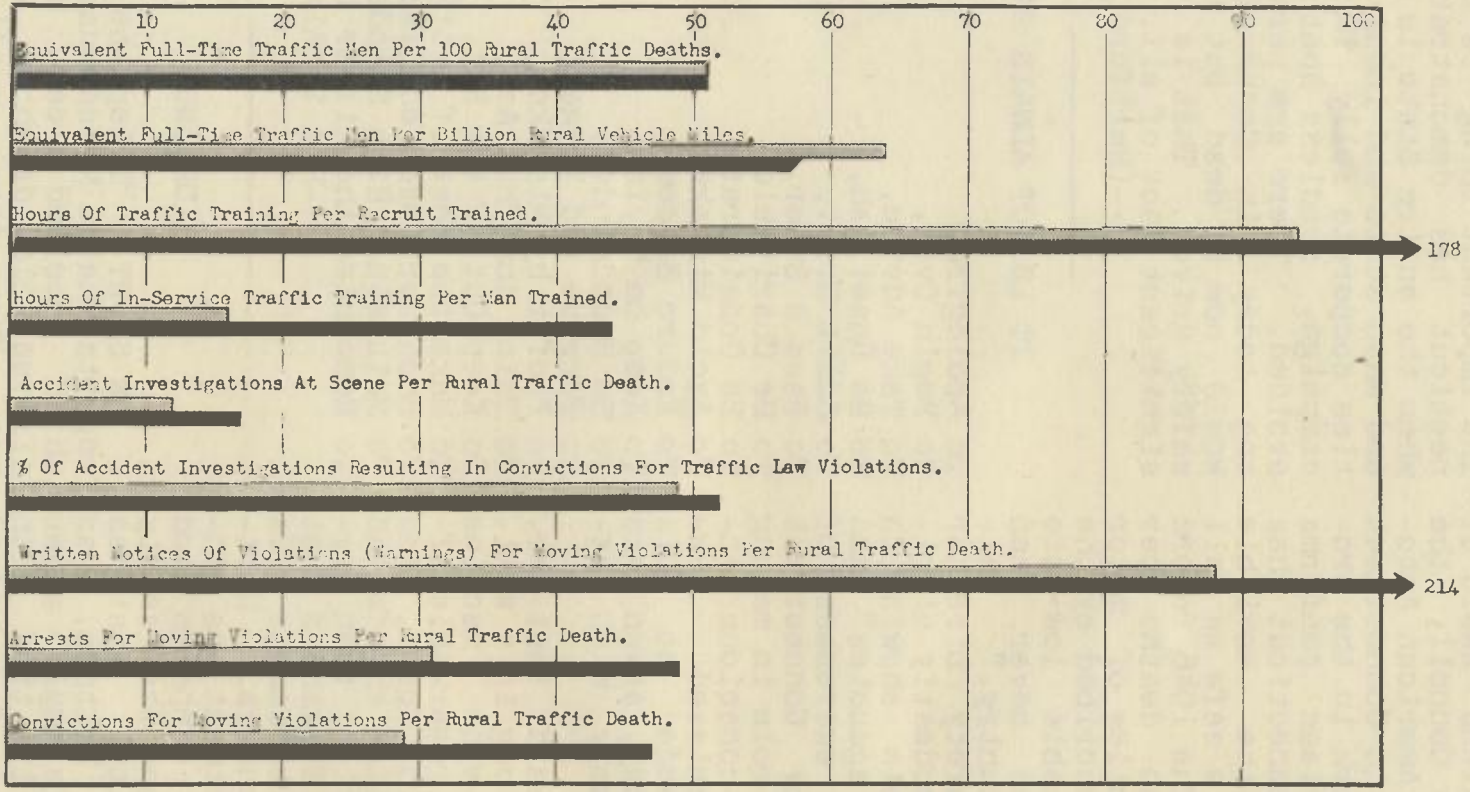 10 20 30 40 50 60 70 80 90 100
Equivalent Full-Time Traffic Men Per 100 Rural Traffic Deaths.
Equivalent Full-Time Traffic Men Per Billion Rural Vehicle Miles.
Hours Of Traffic Training Per Recruit Trained.
178
Hours Of In-Service Traffic Training Per Man Trained.
Accident Investigations At Scene Per Rural Traffic Death.
% Of Accident Investigations Resulting In Convictions For Traffic Law Violations.
Written Notices Of Violations (Warnings) For Moving Violations Per Rural Traffic Death.
214
Arrests For Moving Violations Per Rural Traffic Death.
Convictions For Moving Violations Per Rural Traffic Death.